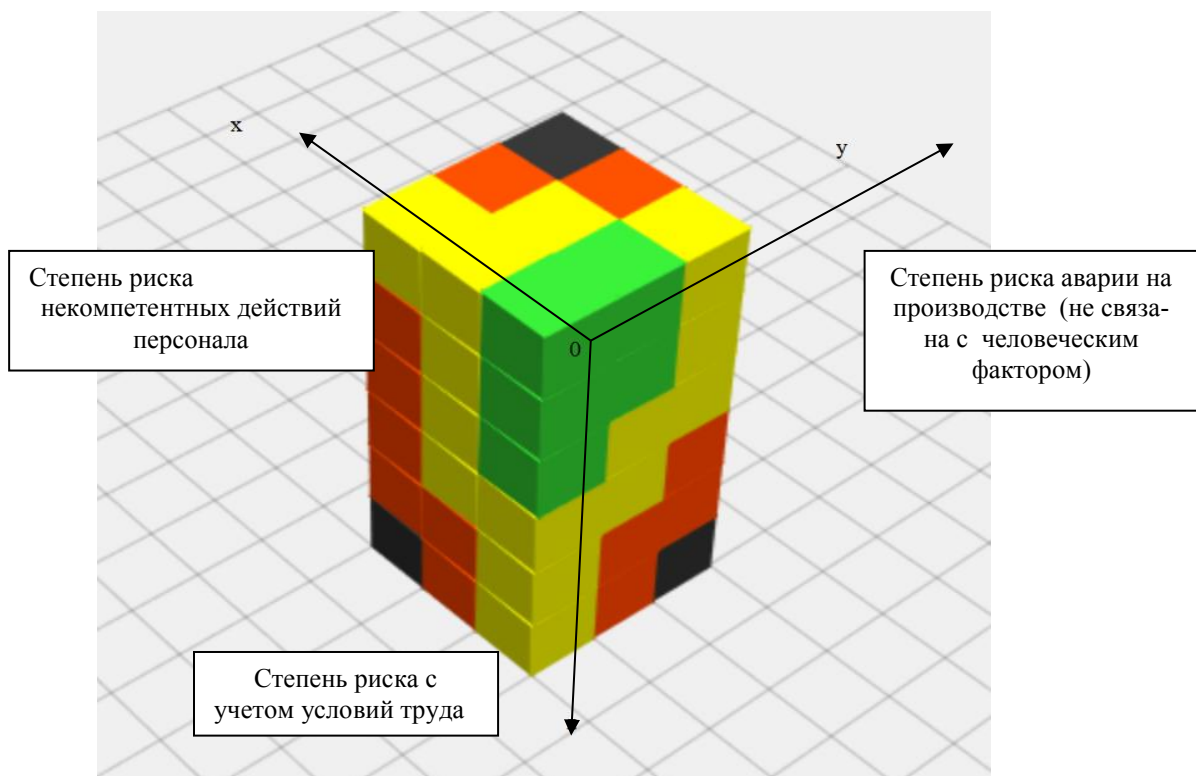 x
y
Степень риска
некомпетентных действий
персонала
Степень риска аварии на
производстве (не связа-
на с человеческим
фактором)
0
Степень риска с
учетом условий труда